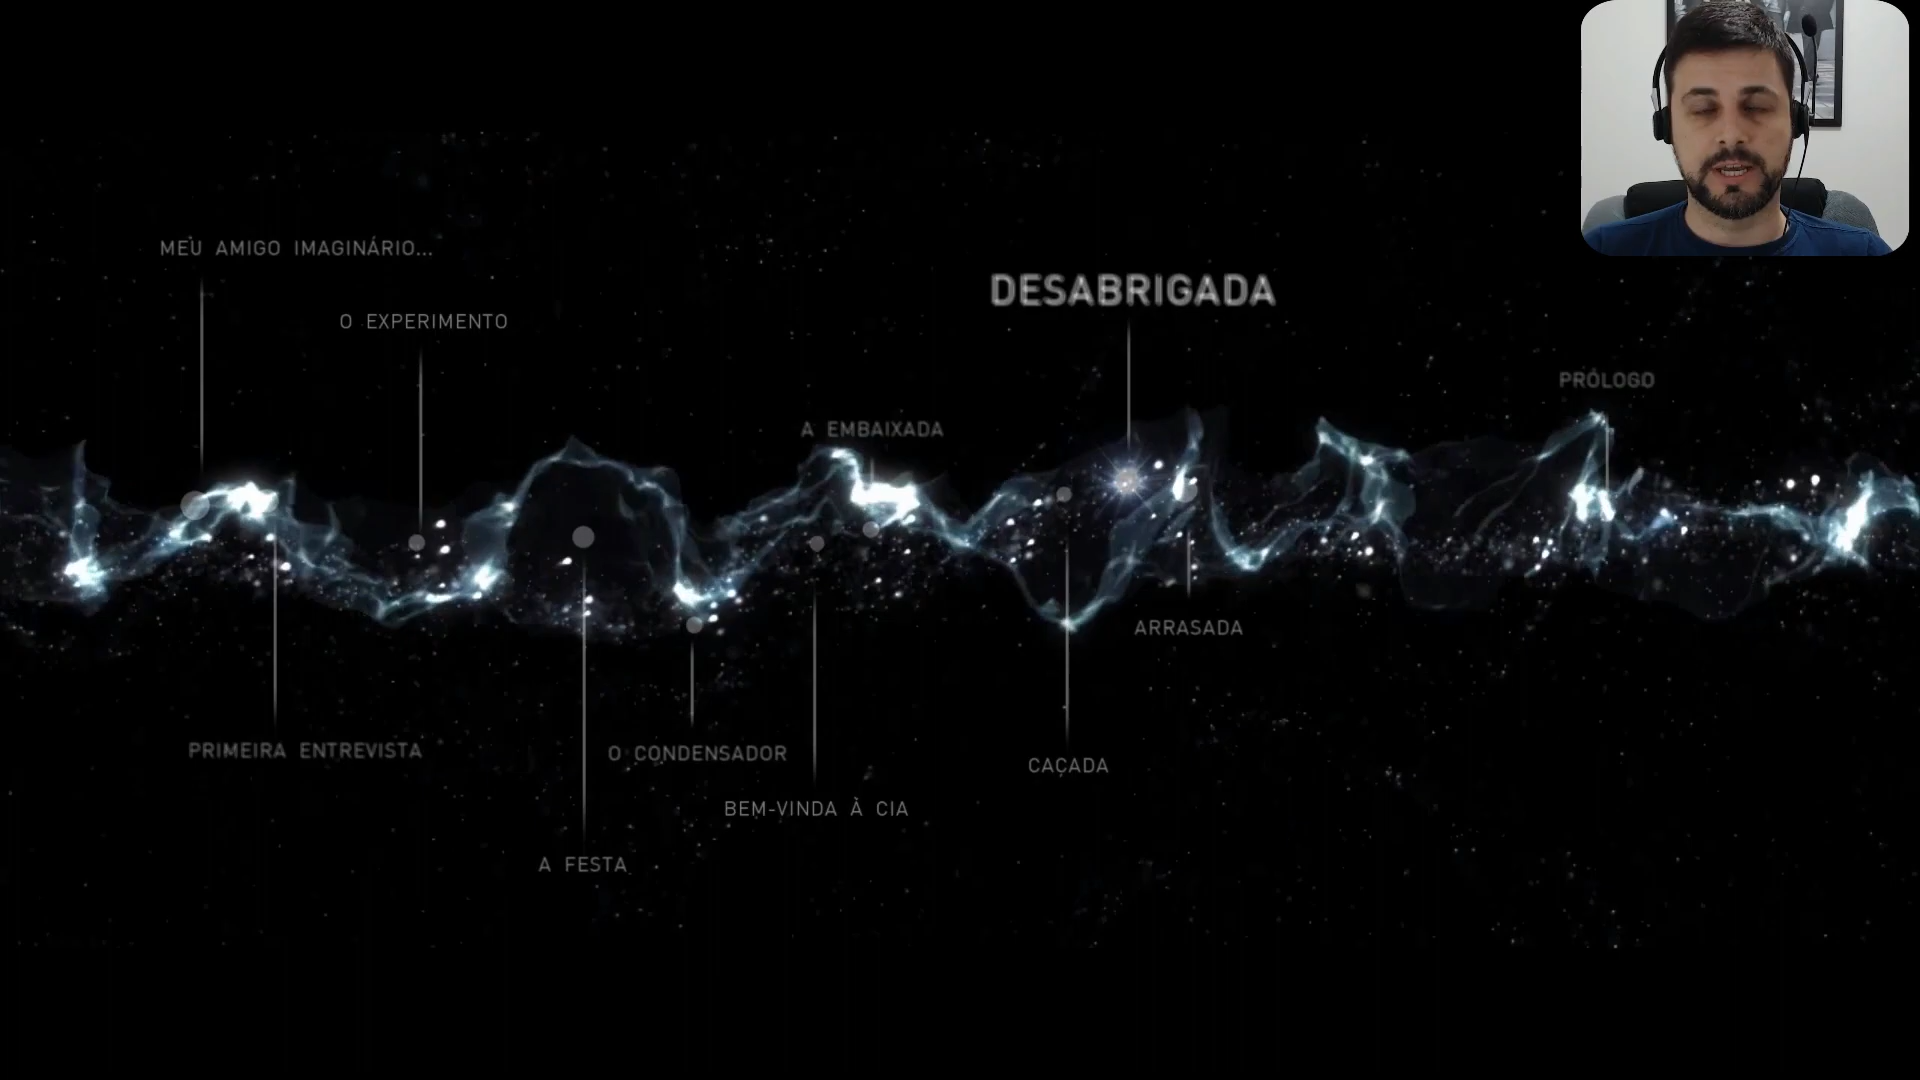 MEU AMIGO IMAGINÁRIO...
O EXPERIMENTO
DESABRIGADA
PRÓLOGO
A EMBAIXADA
ARRASADA
PRIMEIRA ENTREVISTA
O CONDENSADOR
CAÇADA
BEM-VINDA À CIA
A FESTA